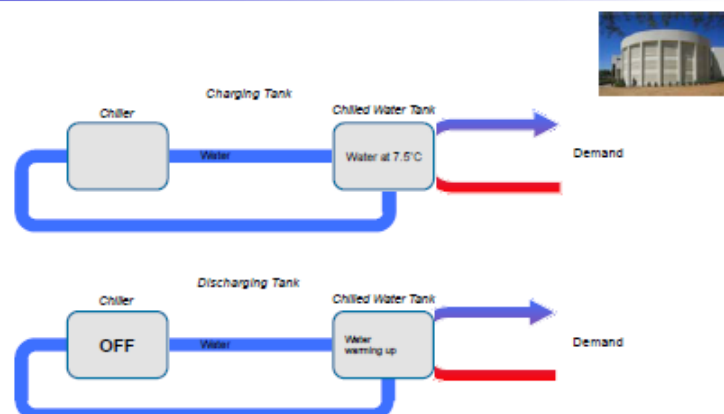 Charging Tank
Chiller
Chilled Water Tank
Water
Water at 7.5°C
Demand
Discharging Tank
Chiller
Chilled Water Tank
OFF
Water
Water
warming up
Demand